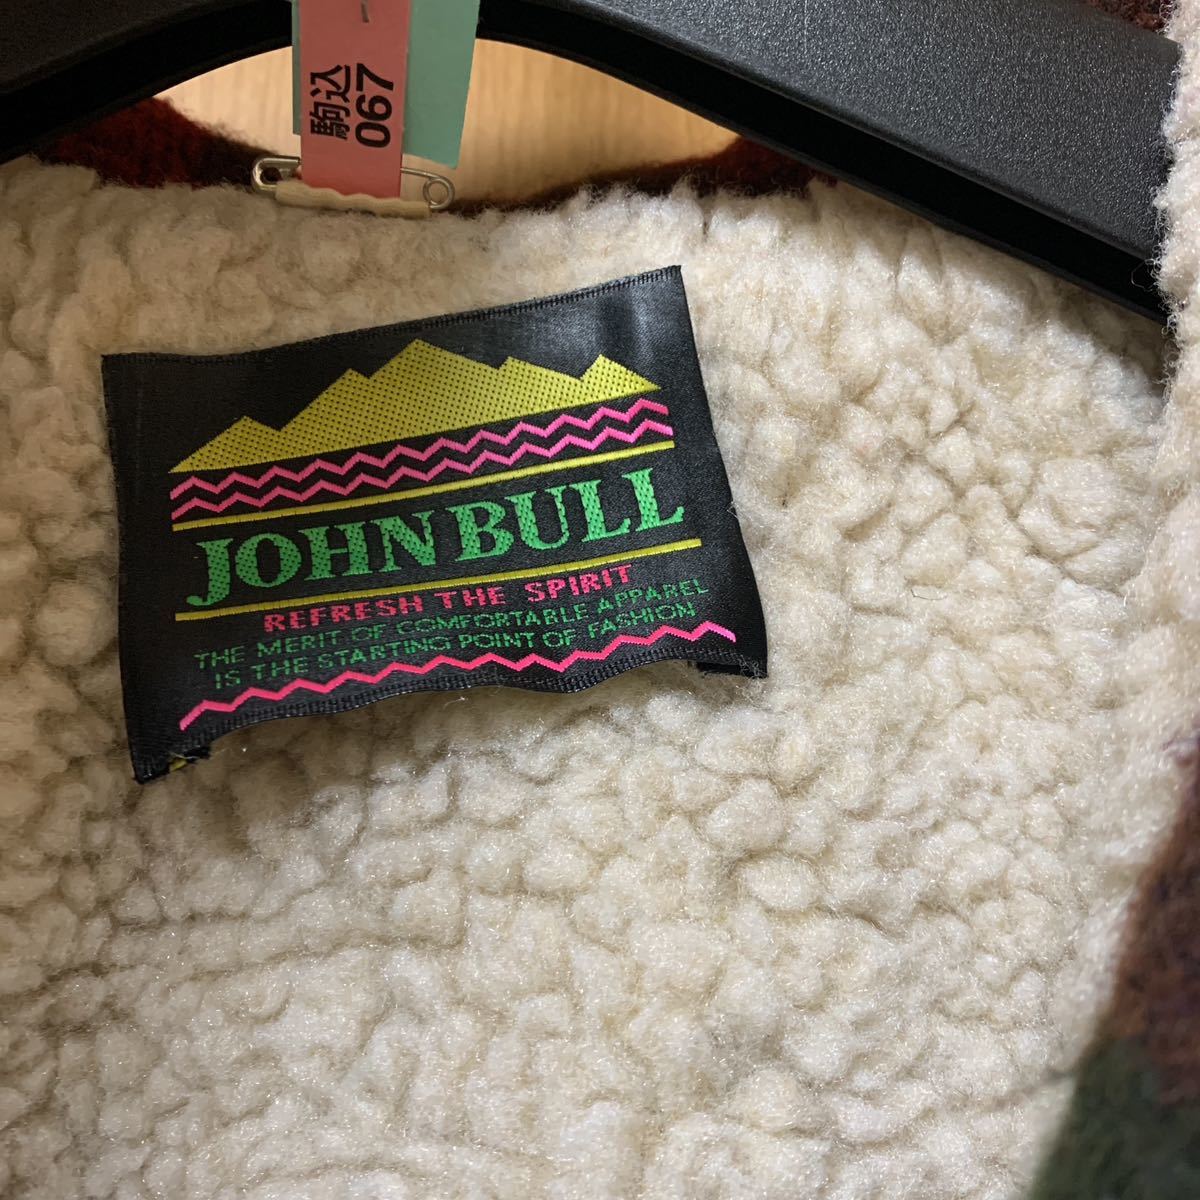 駒込
067
JOHN BULL
REFRESH THE SPIRIT
THE MERIT OF COMFORTABLE APPAREL
IS THE STARTING POINT OF FASHION